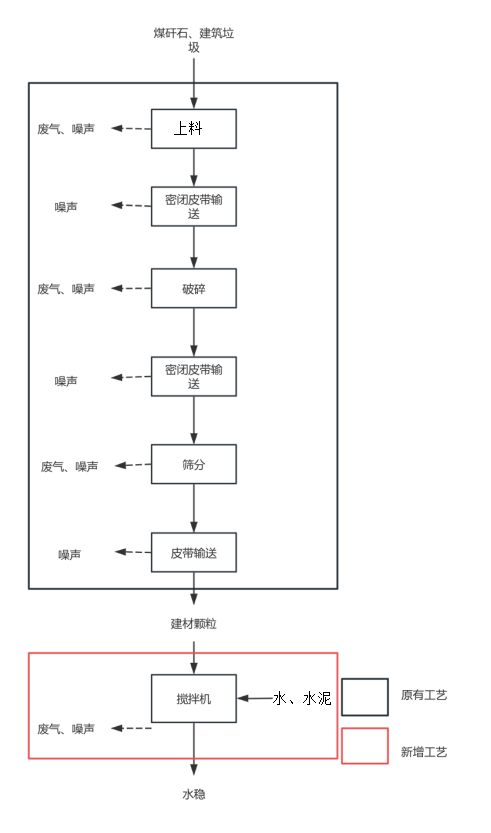 煤矸石、建筑垃
圾
废气、噪声
上料
噪声
密闭皮带输
送
废气、噪声
破碎
噪声
密闭皮带输
送
废气、噪声
筛分
噪声
皮带输送
建材颗粒
搅拌机
水、水泥
废气、噪声
水稳
原有工艺
新增工艺